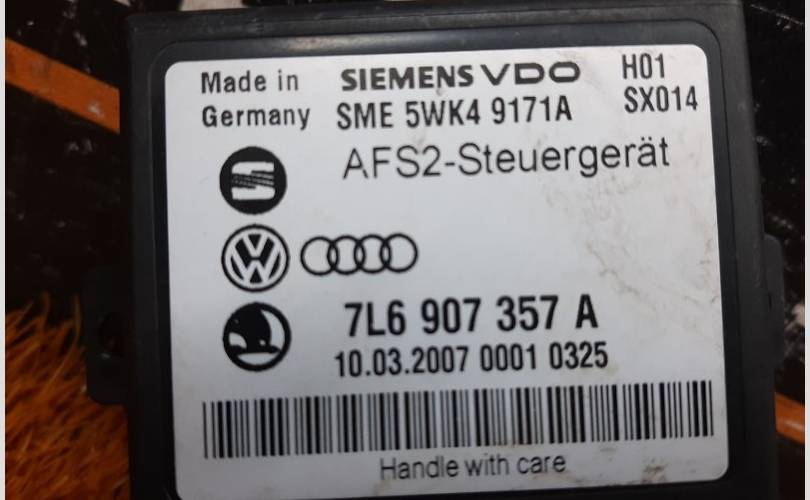 Made in SIEMENS VDO H01
Germany SME 5WK4 9171A SX014
AFS2-Steuergerät
7L6 907 357 A
10.03.2007 0001 0325
Handle with care